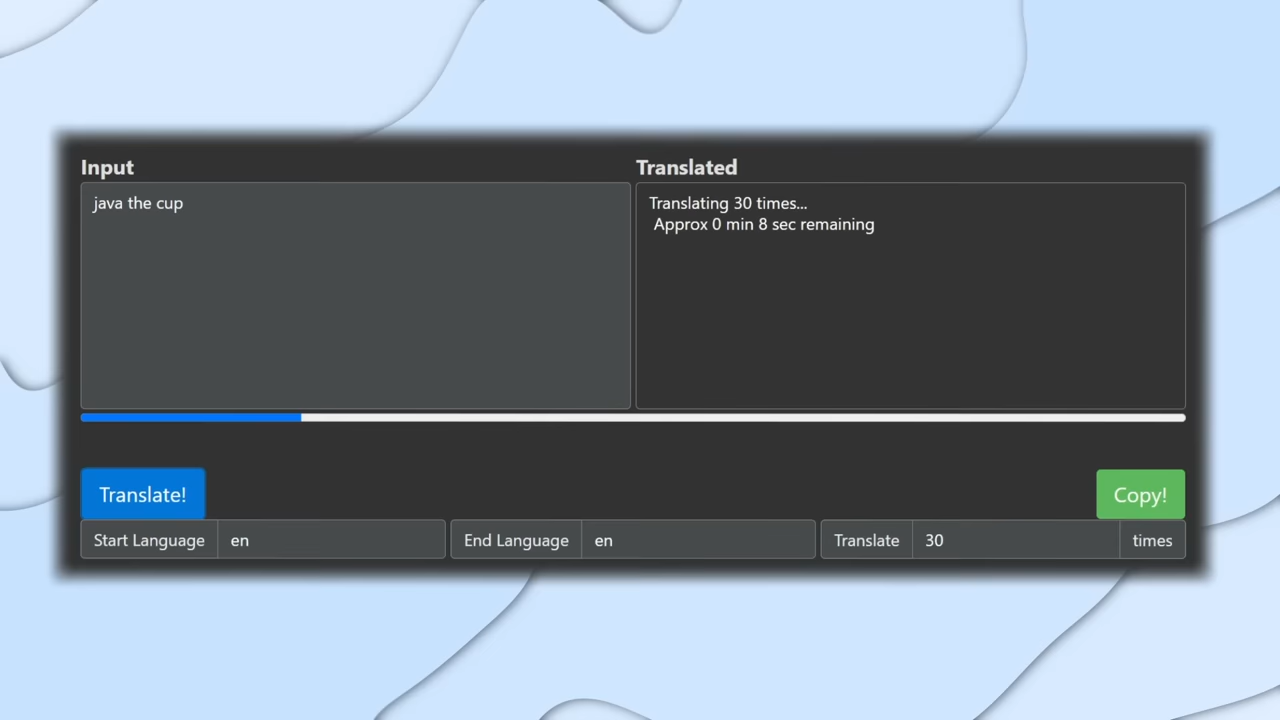 Input
java the cup
Translated
Translating 30 times...
Approx 0 min 8 sec remaining
Translate!
Copy!
Start Language en
End Language en
Translate 30 times